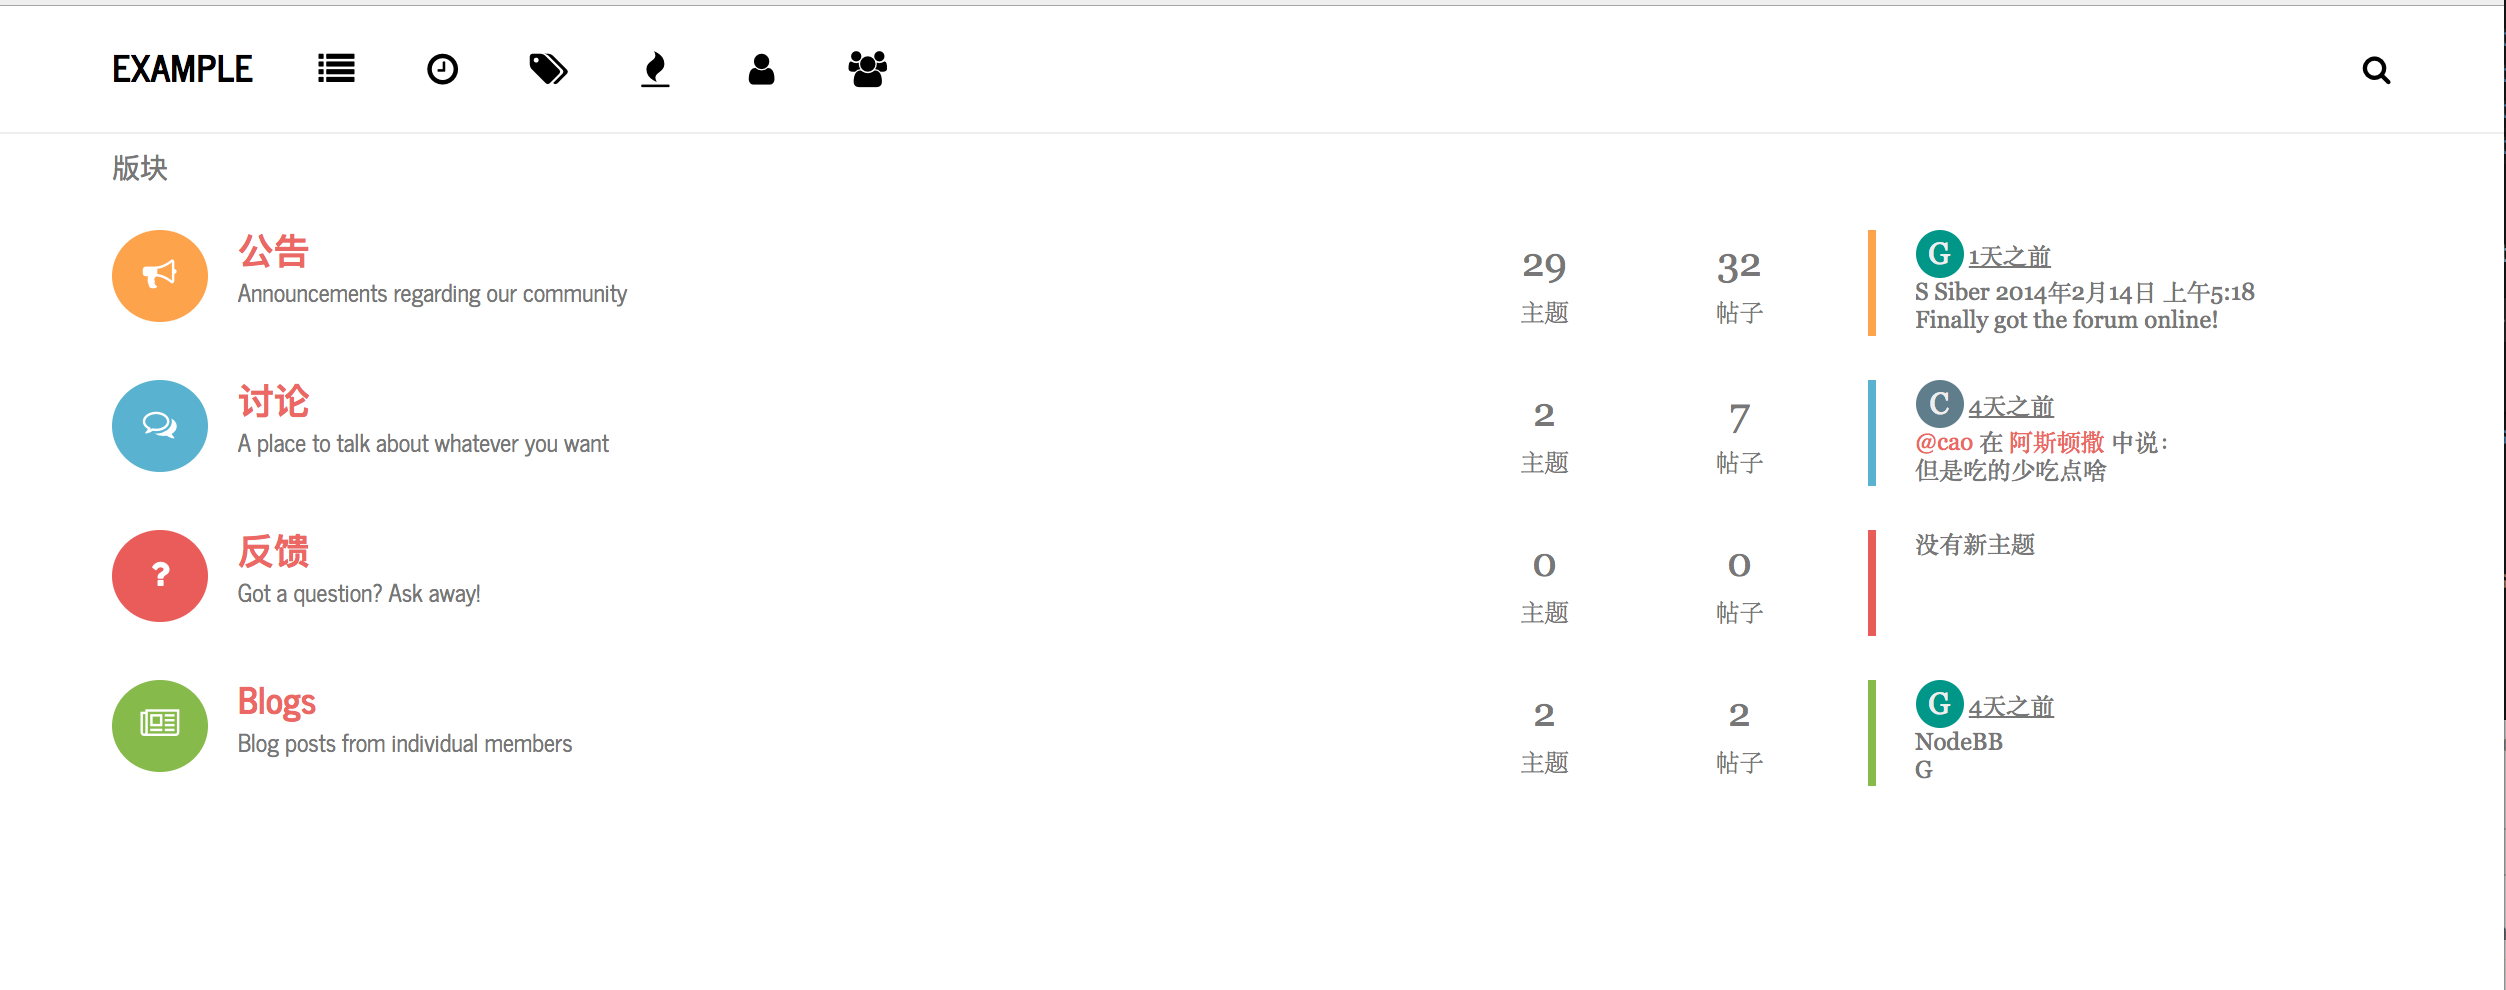 EXAMPLE
版块
公告
Announcements regarding our community
29
主题
32
帖子
G 1天之前
S Siber 2014年2月14日 上午5:18
Finally got the forum online!
讨论
A place to talk about whatever you want
2
主题
7
帖子
C 4天之前
@cao 在 阿斯顿撒 中说：
但是吃的少吃点啥
反馈
Got a question? Ask away!
0
主题
0
帖子
没有新主题
Blogs
Blog posts from individual members
2
主题
2
帖子
G 4天之前
NodeBB
G